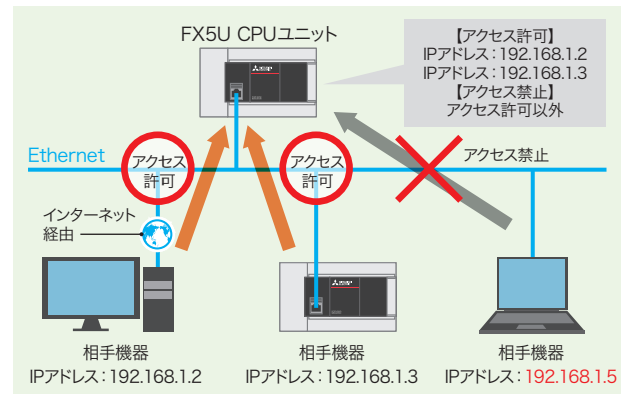 FX5U CPUユニット
【アクセス許可】
IPアドレス：192.168.1.2
IPアドレス：192.168.1.3
【アクセス禁止】
アクセス許可以外
Ethernet
アクセス
許可
アクセス
許可
アクセス禁止
インターネット
経由
相手機器
IPアドレス：192.168.1.2
相手機器
IPアドレス：192.168.1.3
相手機器
IPアドレス：192.168.1.5